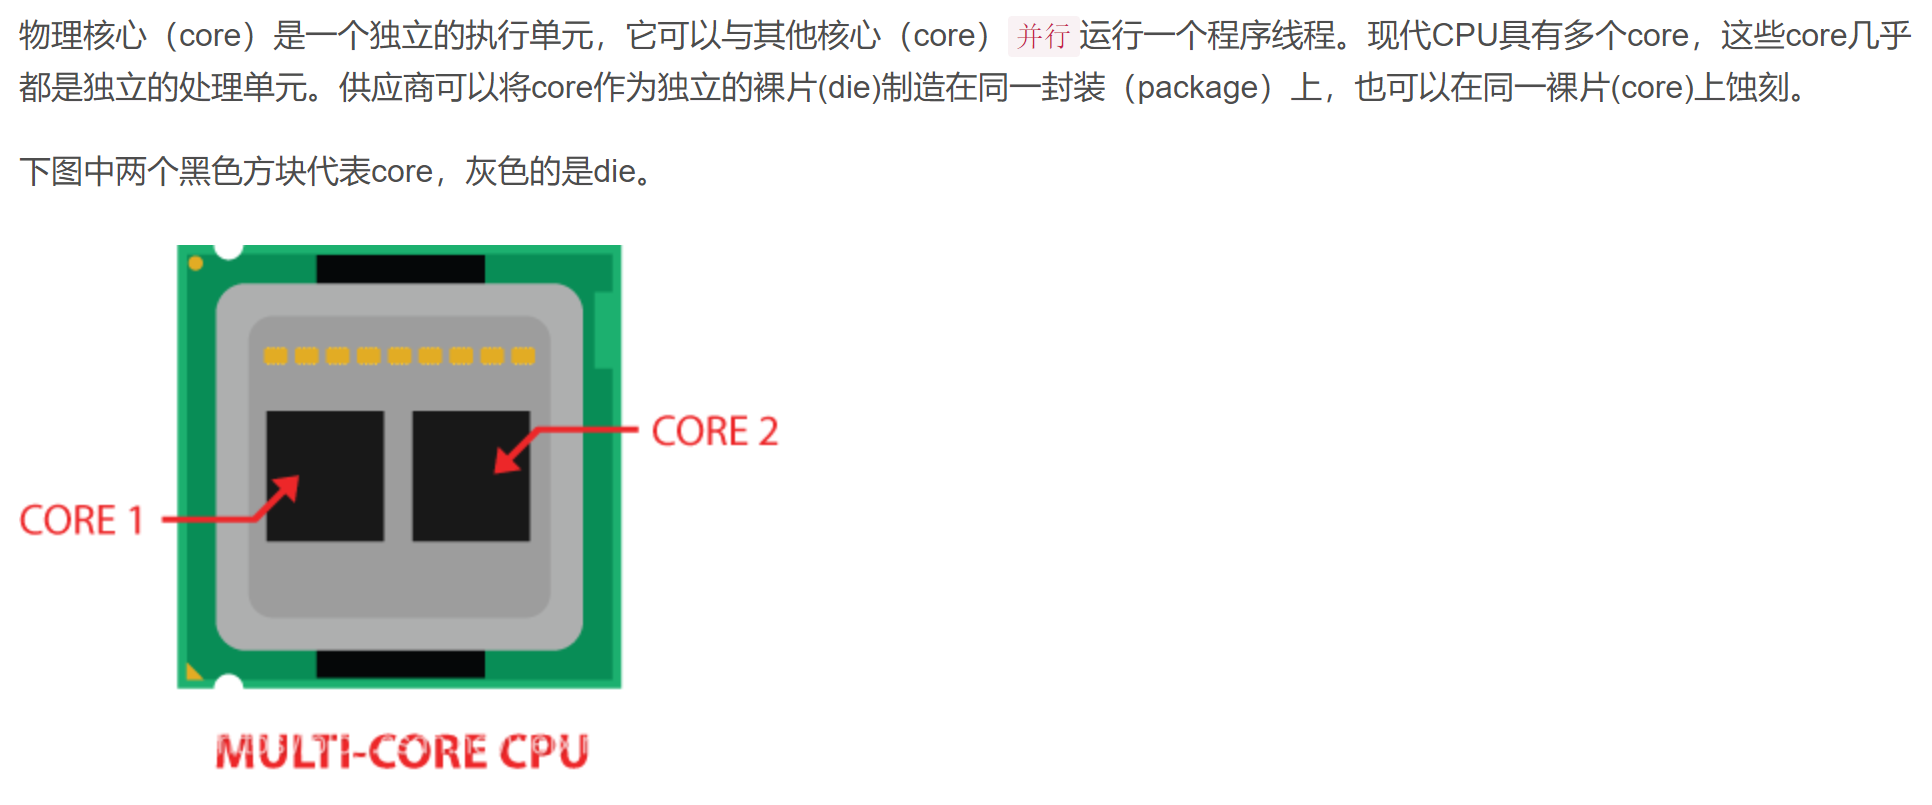 物理核心（core）是一个独立的执行单元，它可以与其他核心（core）并行运行一个程序线程。现代CPU具有多个core，这些core几乎
都是独立的处理单元。供应商可以将core作为独立的裸片(die)制造在同一封装（package）上，也可以在同一裸片(core)上蚀刻。
下图中两个黑色方块代表core，灰色的是die。
CORE 2
CORE 1
MULTI-CORE CPU